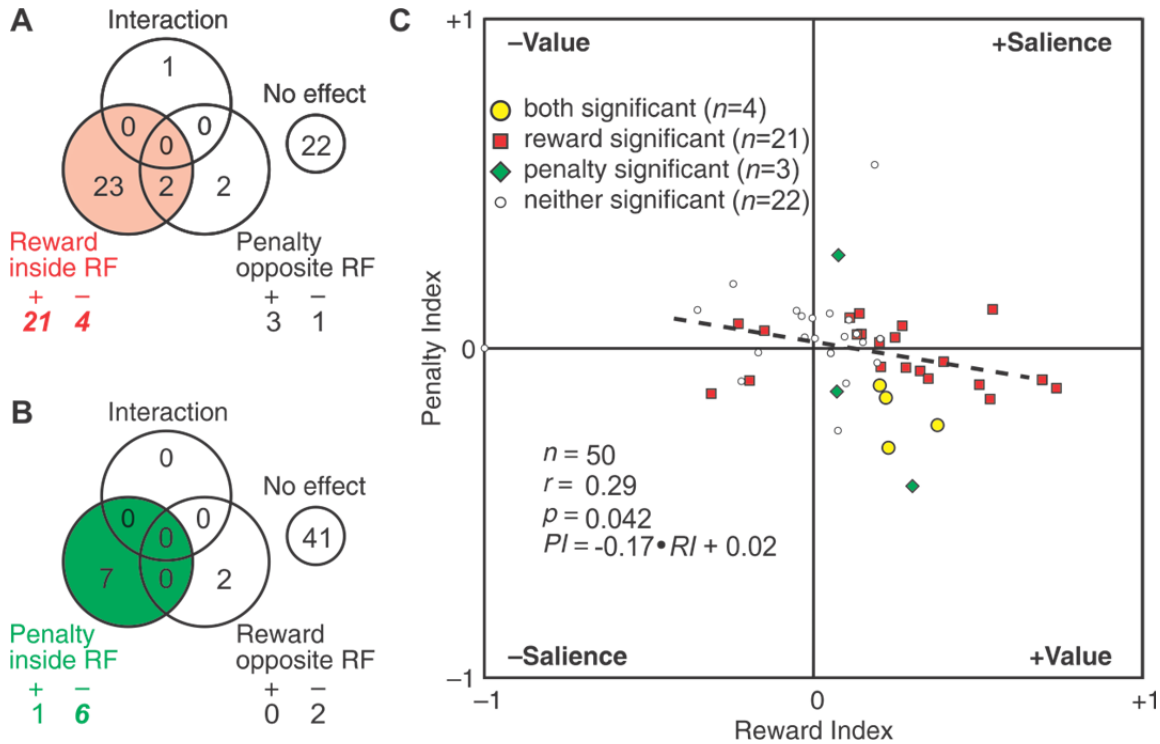 A
Interaction
1
No effect
22
0
0
0
23
2
2
Reward
inside RF
+ −
21 4
Penalty
opposite RF
+ −
3 1
B
Interaction
0
No effect
41
0
0
0
7
0
2
Penalty
inside RF
+ −
1 6
Reward
opposite RF
+ −
0 2
C
+1
−Value
+Salience
both significant (n=4)
reward significant (n=21)
penalty significant (n=3)
neither significant (n=22)
Penalty Index
0
n = 50
r = 0.29
p = 0.042
PI = -0.17•RI + 0.02
−Salience
+Value
−1
−1
0
+1
Reward Index